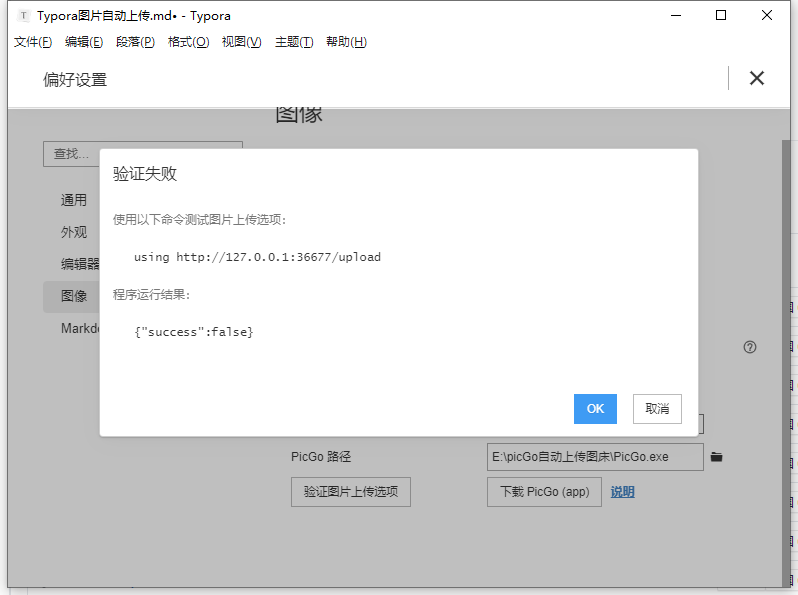 Typora图片自动上传.md• - Typora
文件(F) 编辑(E) 段落(P) 格式(O) 视图(V) 主题(T) 帮助(H)
偏好设置
图像
查找...
通用
外观
编辑器
图像
Markdo
验证失败
使用以下命令测试图片上传选项:
using http://127.0.0.1:36677/upload
程序运行结果:
{"success":false}
OK 取消
PicGo 路径 E:\picGo自动上传图床\PicGo.exe
验证图片上传选项 下载 PicGo (app) 说明